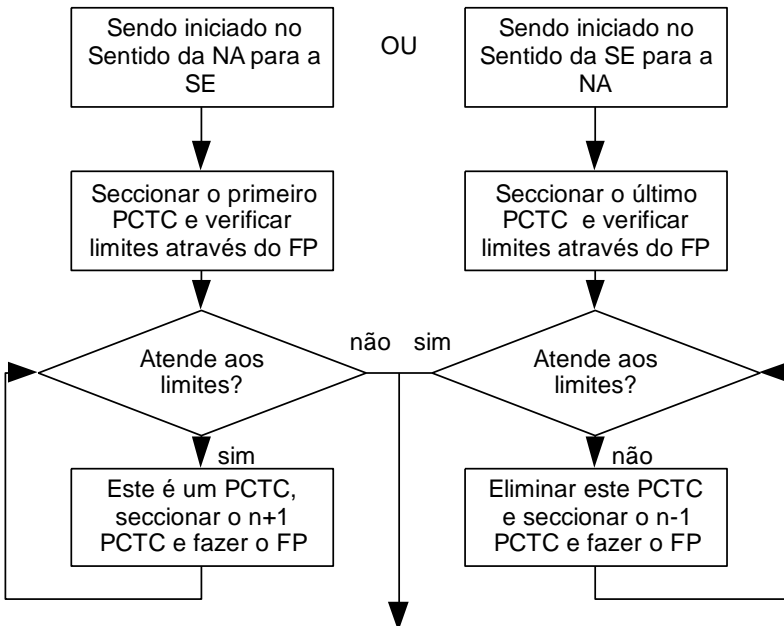 Sendo iniciado no
Sentido da NA para a
SE
OU
Sendo iniciado no
Sentido da SE para a
NA
Seccionar o primeiro
PCTC e verificar
limites através do FP
Seccionar o último
PCTC e verificar
limites através do FP
Atende aos
limites?
não sim
Atende aos
limites?
sim
não
Este é um PCTC,
seccionar o n+1
PCTC e fazer o FP
Eliminar este PCTC
e seccionar o n-1
PCTC e fazer o FP